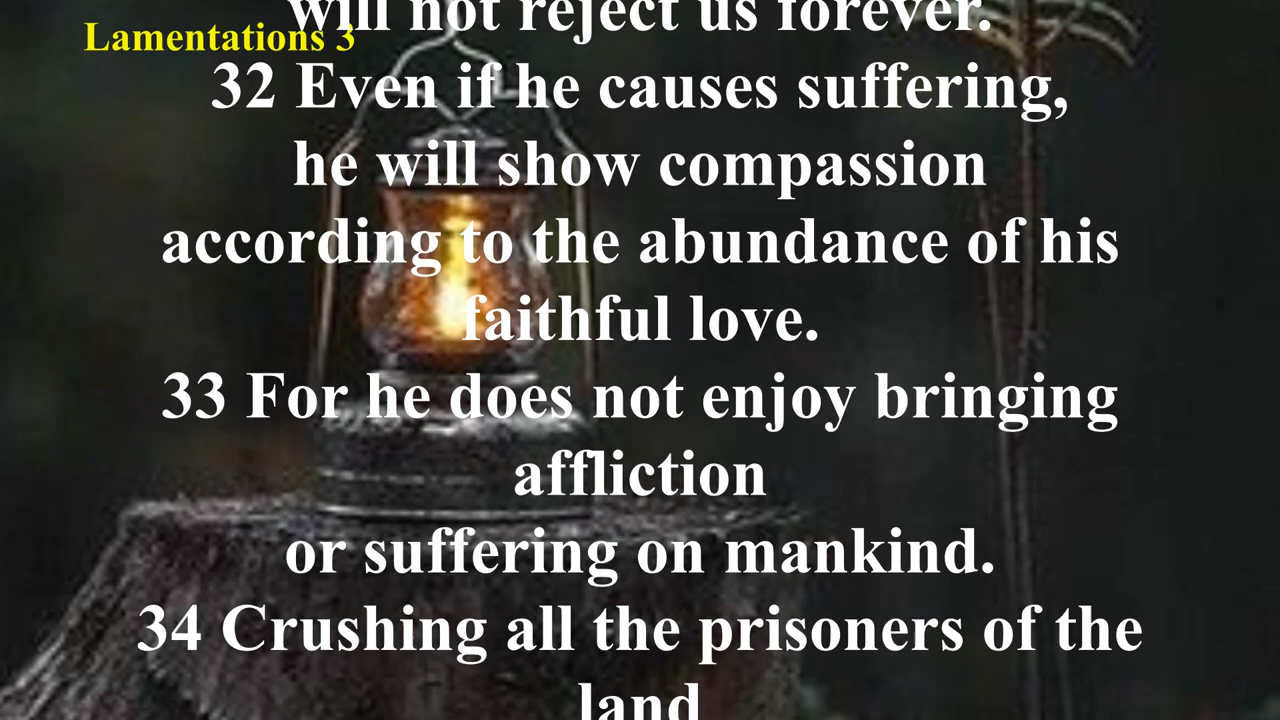 will not reject us forever.
Lamentations 3
32 Even if he causes suffering,
he will show compassion
according to the abundance of his
faithful love.
33 For he does not enjoy bringing
affliction
or suffering on mankind.
34 Crushing all the prisoners of the
land